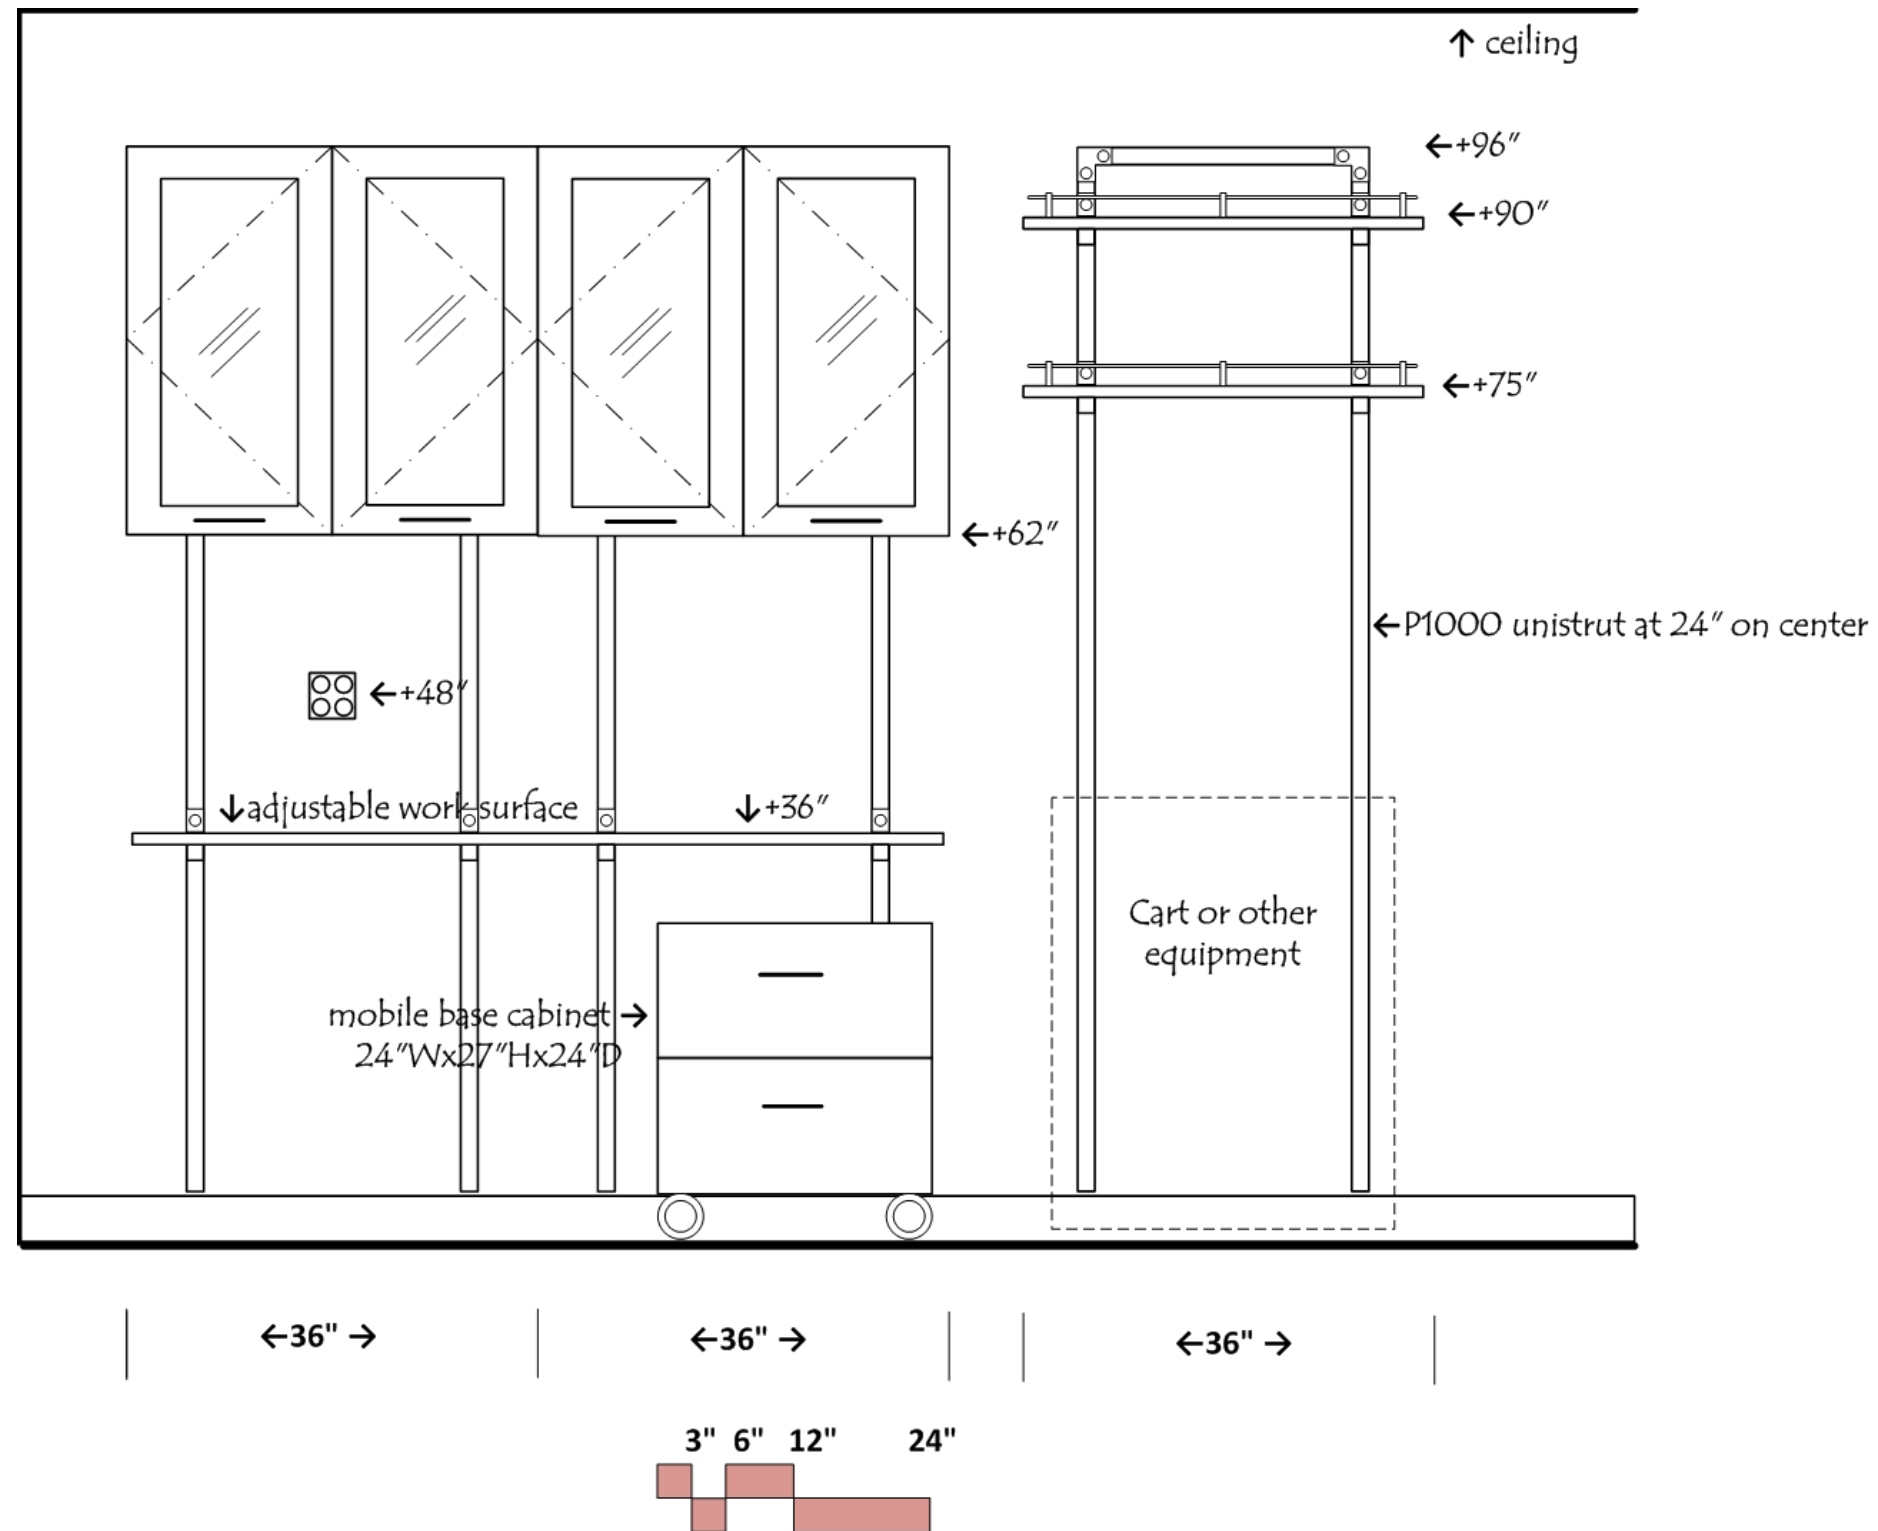 ↑ ceiling
←+96"
←+90"
←+75"
←+62"
←P1000 unistrut at 24" on center
←+48"
↓adjustable work surface
↓+36"
Cart or other
equipment
mobile base cabinet →
24"Wx27"Hx24"D
←36" →
←36" →
←36" →
3" 6" 12" 24"